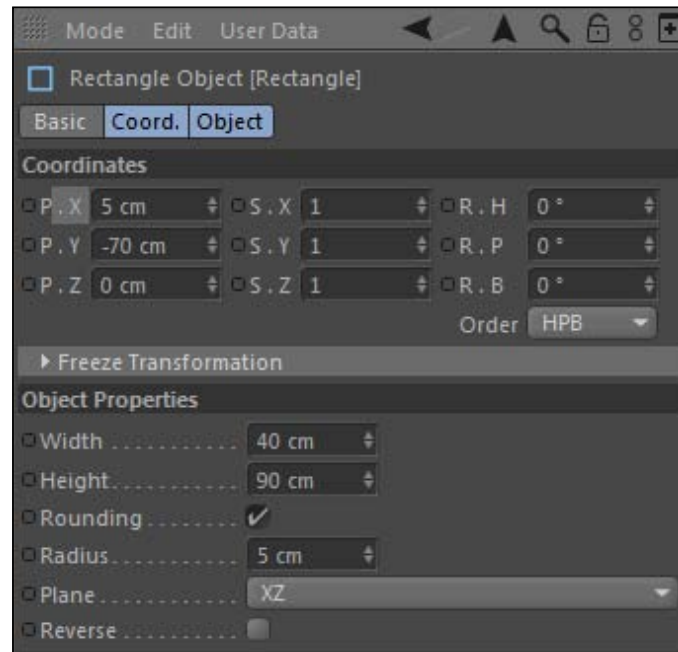 Mode Edit User Data
Rectangle Object [Rectangle]
Basic Coord. Object
Coordinates
P . X 5 cm S . X 1 R . H 0 °
P . Y -70 cm S . Y 1 R . P 0 °
P . Z 0 cm S . Z 1 R . B 0 °
Order HPB
Freeze Transformation
Object Properties
Width . . . . . . . . . . . 40 cm
Height. . . . . . . . . . . 90 cm
Rounding . . . . . . . .
Radius. . . . . . . . . . . 5 cm
Plane . . . . . . . . . . . . XZ
Reverse . . . . . . . . . .